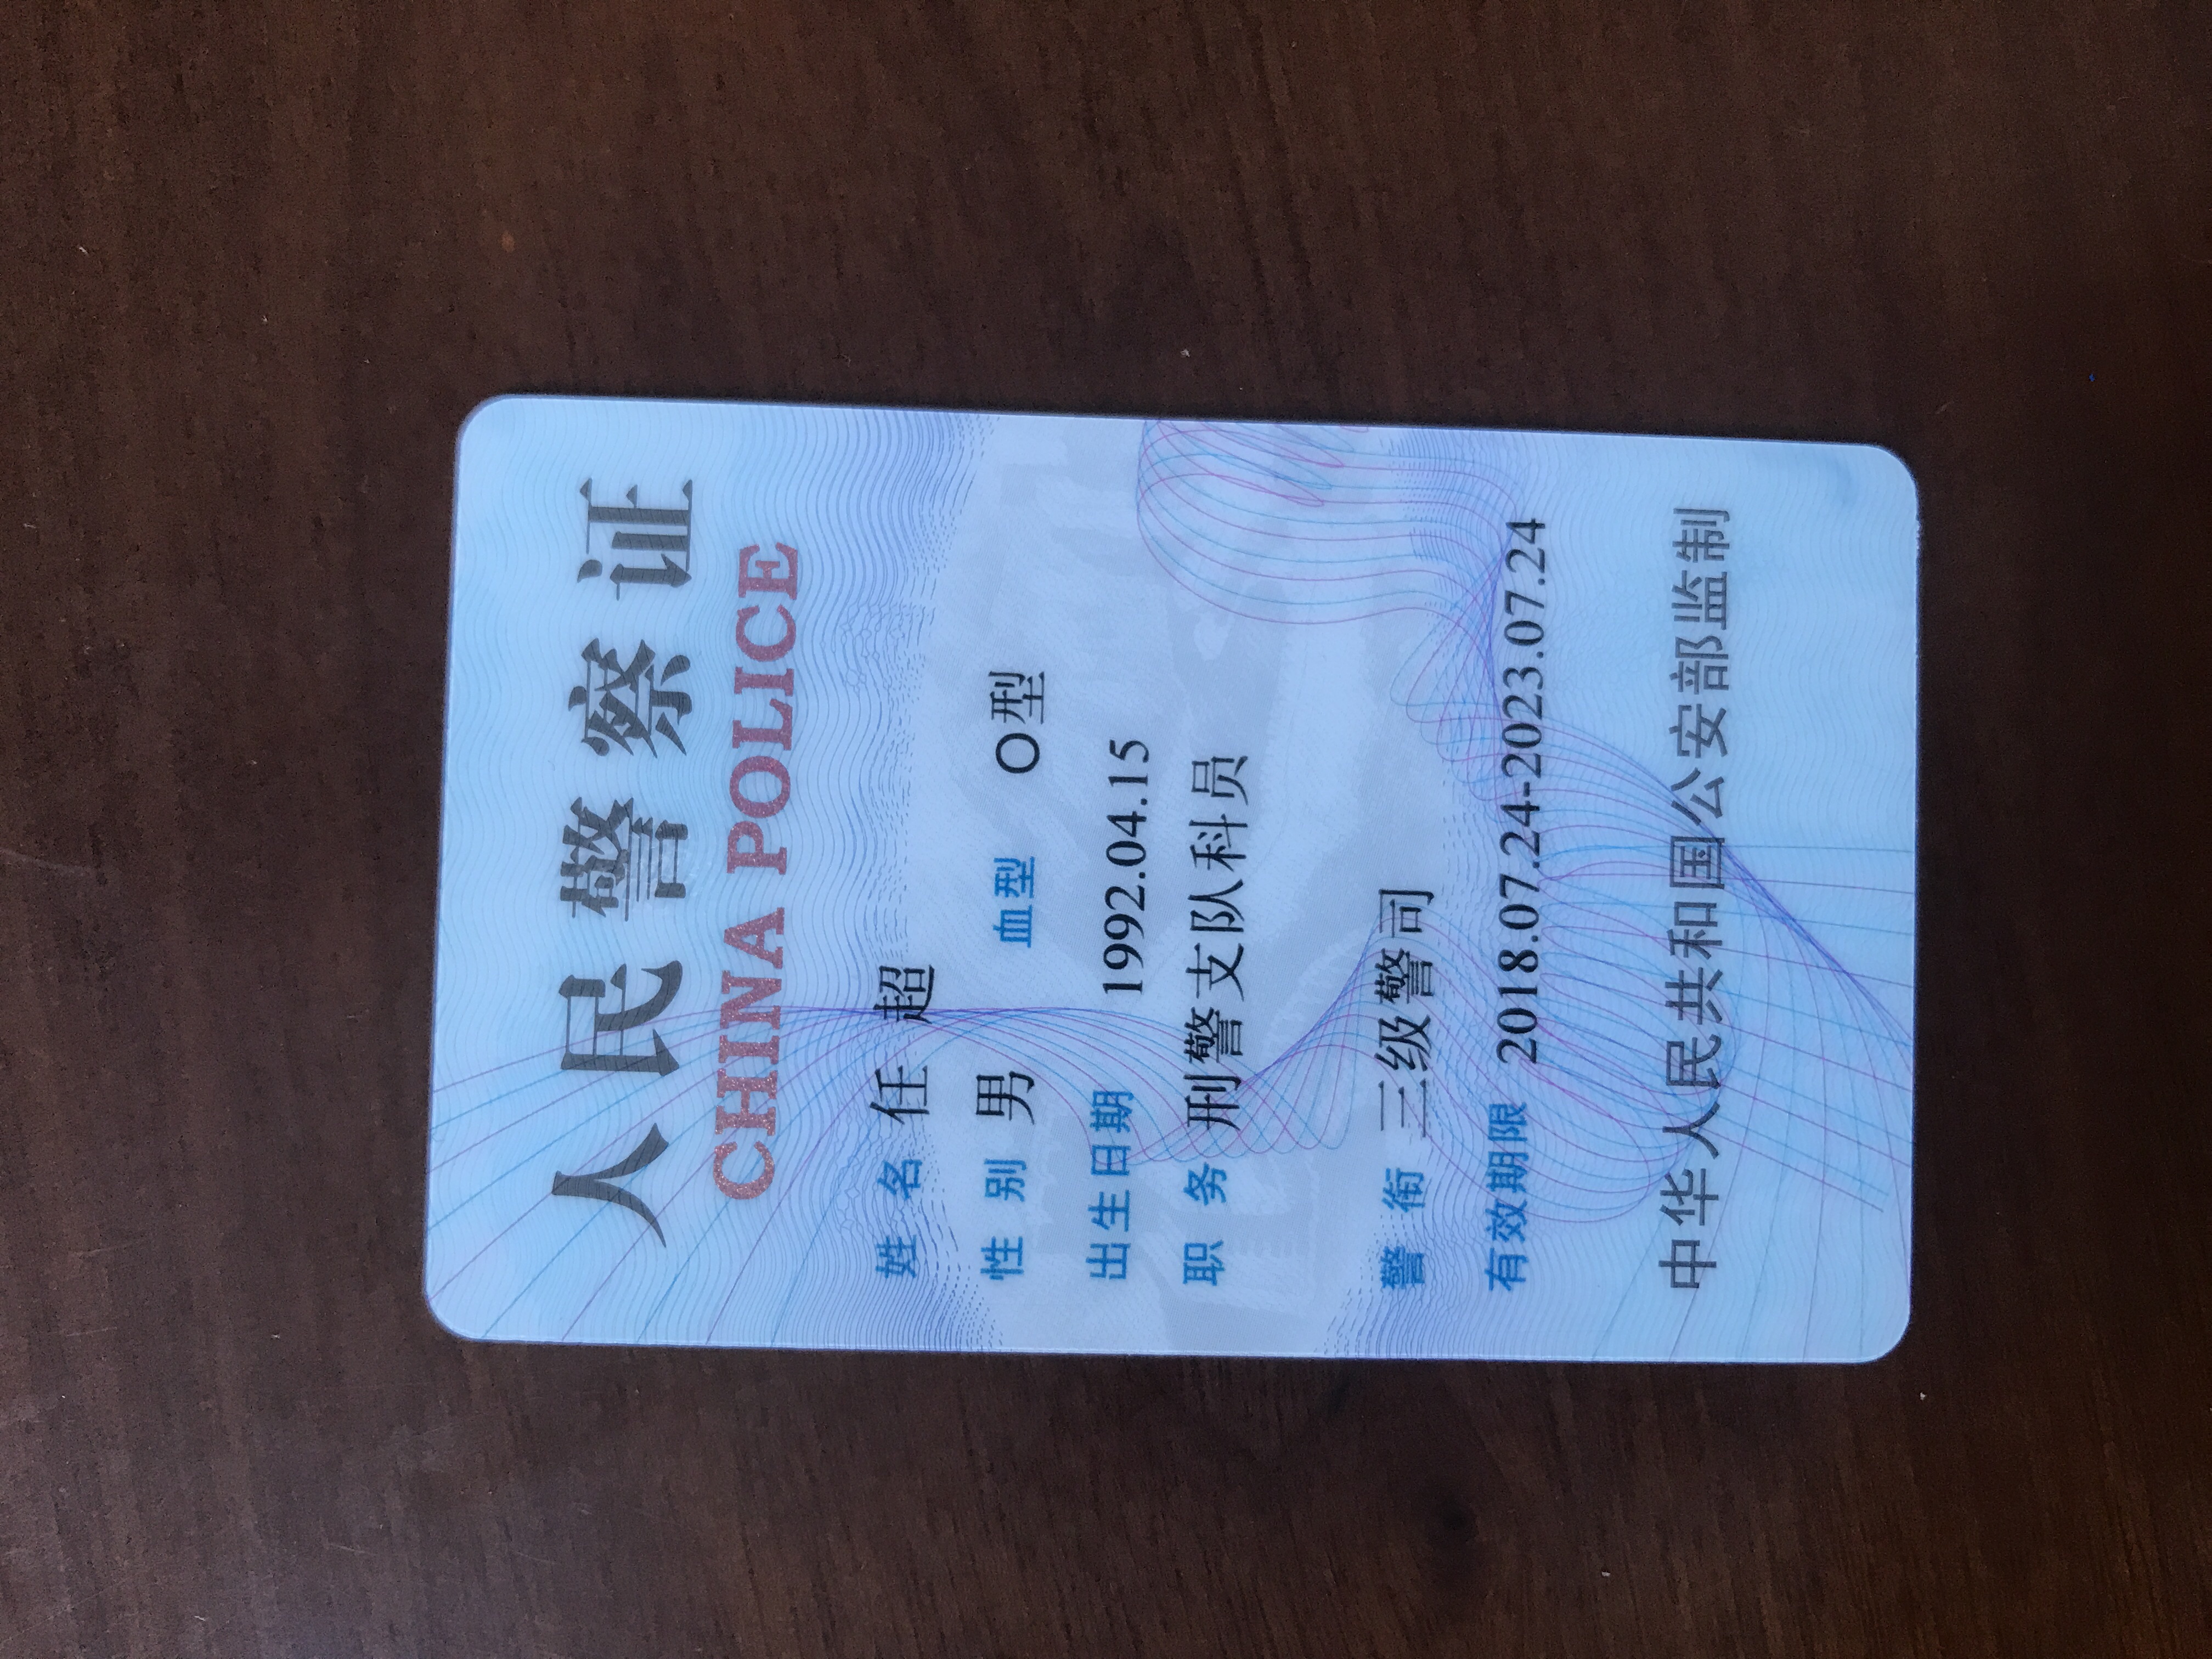 人民警察证
CHINA POLICE
姓 名 任 超
性 别 男 血型 O型
出生日期 1992.04.15
职 务 刑警支队科员
警 衔 三级警司
有效期限 2018.07.24-2023.07.24
中华人民共和国公安部监制